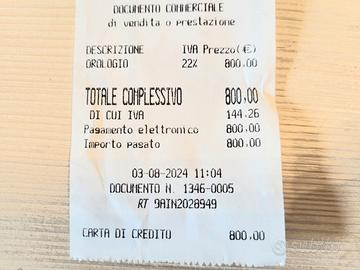 DOCUMENTO COMMERCIALE
di vendita o prestazione
DESCRIZIONE IVA Prezzo(€)
OROLOGIO 22% 800,00
TOTALE COMPLESSIVO 800,00
DI CUI IVA 144,26
Pagamento elettronico 800,00
Importo pagato 800,00
03-08-2024 11:04
DOCUMENTO N. 1346-0005
RT 9AIN2028949
CARTA DI CREDITO 800,00